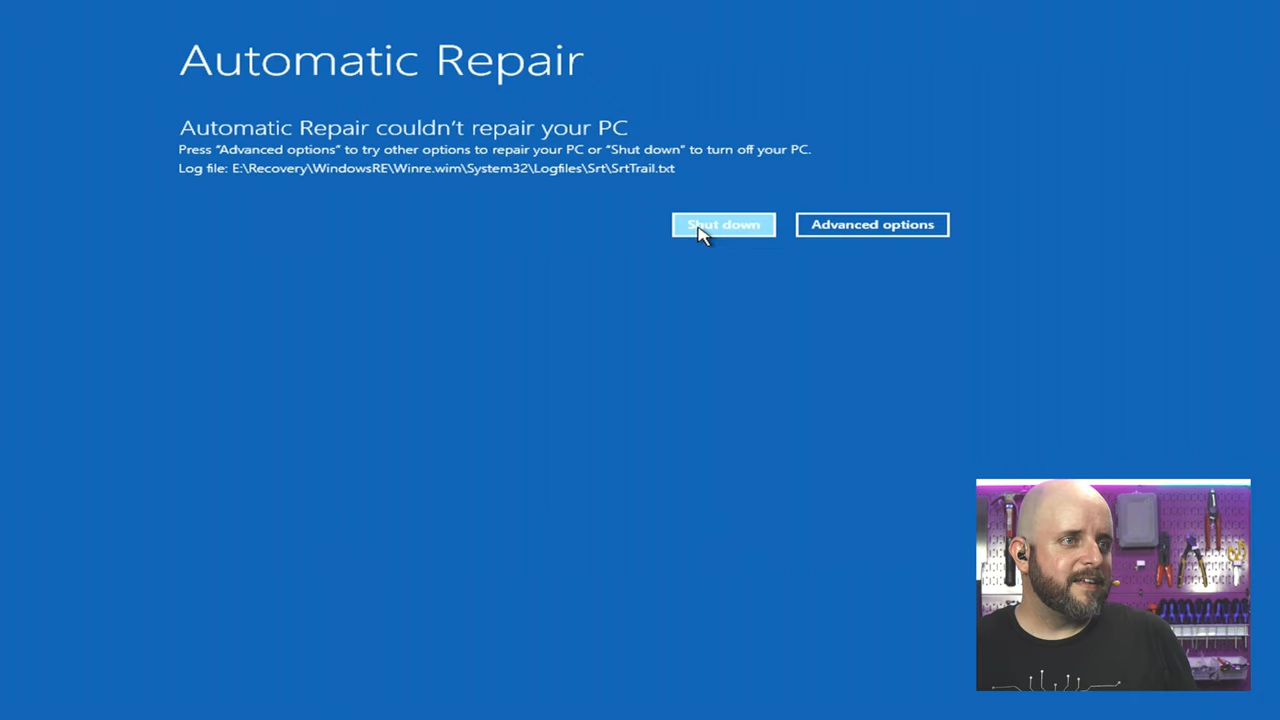 Automatic Repair
Automatic Repair couldn't repair your PC
Press “Advanced options” to try other options to repair your PC or “Shut down” to turn off your PC.
Log file: E:\Recovery\WindowsRE\Winre.wim\System32\Logfiles\Srt\SrtTrail.txt
Shut down
Advanced options